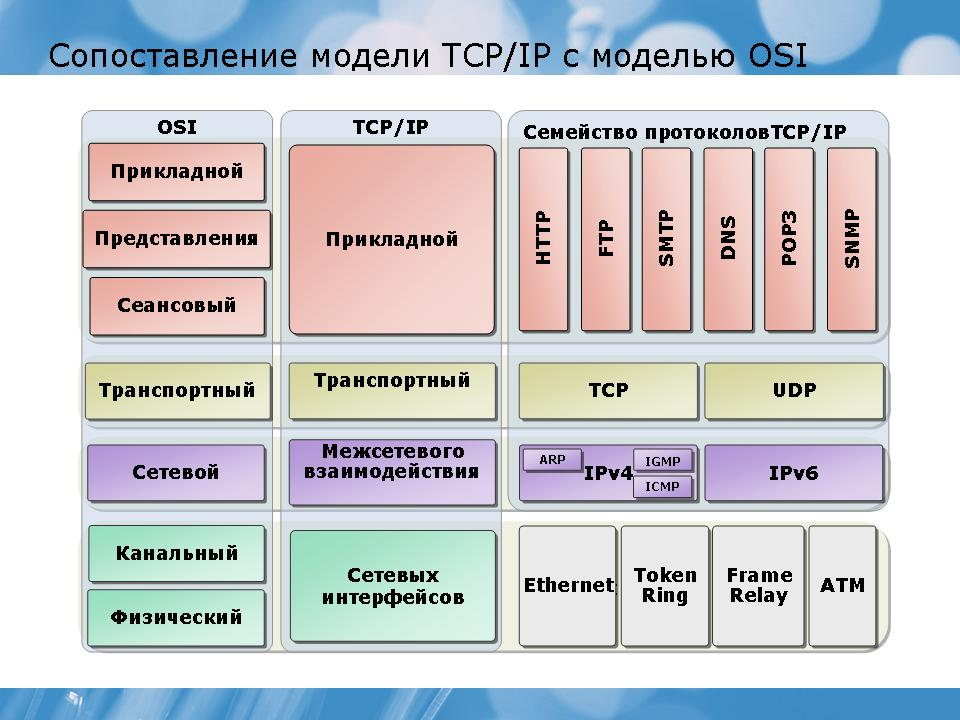 Сопоставление модели TCP/IP с моделью OSI
OSI
TCP/IP
Семейство протоколовTCP/IP
Прикладной
Представления
Сеансовый
Прикладной
HTTP
FTP
SMTP
DNS
POP3
SNMP
Транспортный
Транспортный
TCP
UDP
Сетевой
Межсетевого
взаимодействия
ARP
IPv4
IGMP
ICMP
IPv6
Канальный
Физический
Сетевых
интерфейсов
Ethernet
Token
Ring
Frame
Relay
ATM